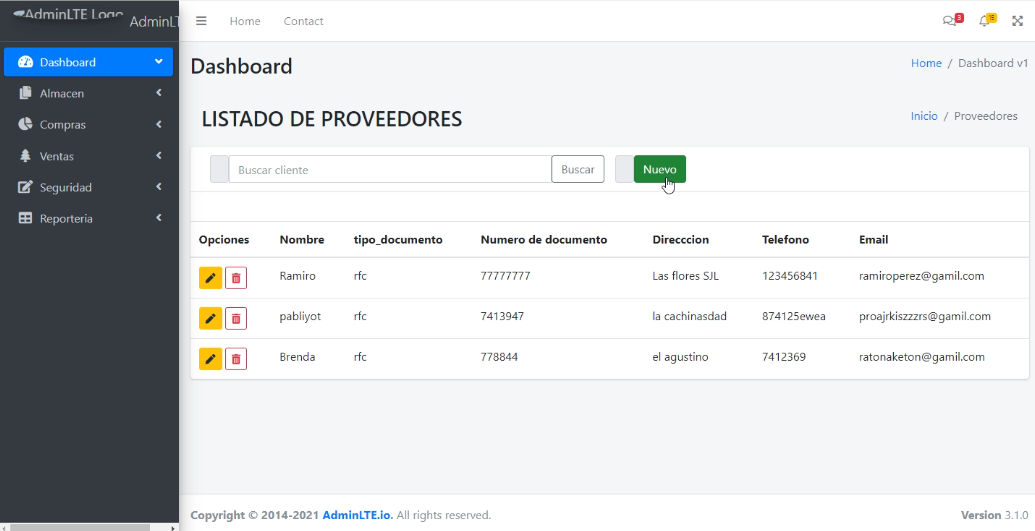 AdminLTE Logo AdminLT
Home Contact
3
15
Dashboard
Almacen
Compras
Ventas
Seguridad
Reporteria
Dashboard
Home / Dashboard v1
LISTADO DE PROVEEDORES
Inicio / Proveedores
Buscar cliente Buscar Nuevo
Opciones Nombre tipo_documento Numero de documento Direcccion Telefono Email
Ramiro rfc 77777777 Las flores SJL 123456841 ramiroperez@gamil.com
pabliyot rfc 7413947 la cachinasdad 874125ewea proajrkiszzzrs@gamil.com
Brenda rfc 778844 el agustino 7412369 ratonaketon@gamil.com
Copyright © 2014-2021 AdminLTE.io. All rights reserved.
Version 3.1.0